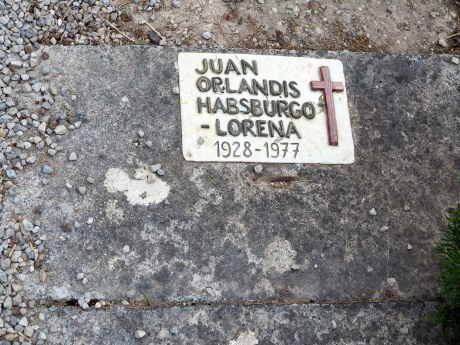 JUAN
ORLANDIS
HABSBURGO
- LORENA
1928-1977